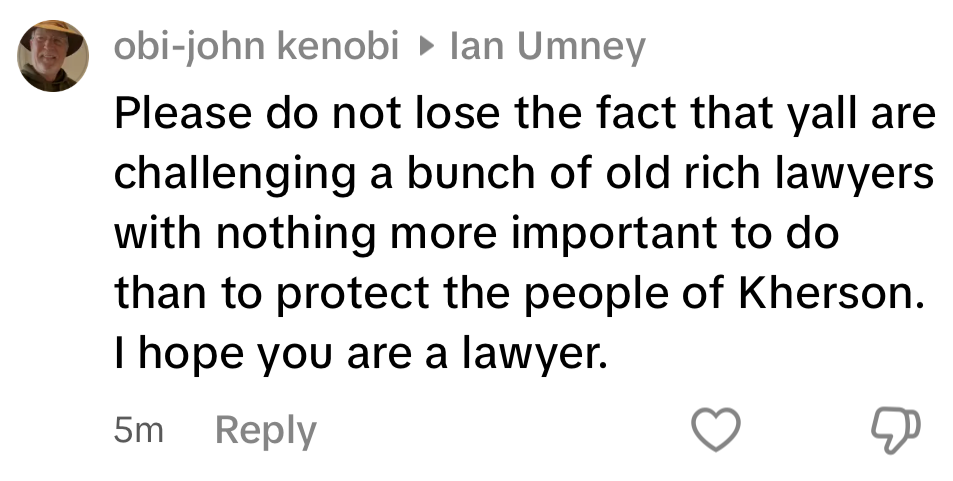 obi-john kenobi ▸ Ian Umney
Please do not lose the fact that yall are
challenging a bunch of old rich lawyers
with nothing more important to do
than to protect the people of Kherson.
I hope you are a lawyer.
5m Reply